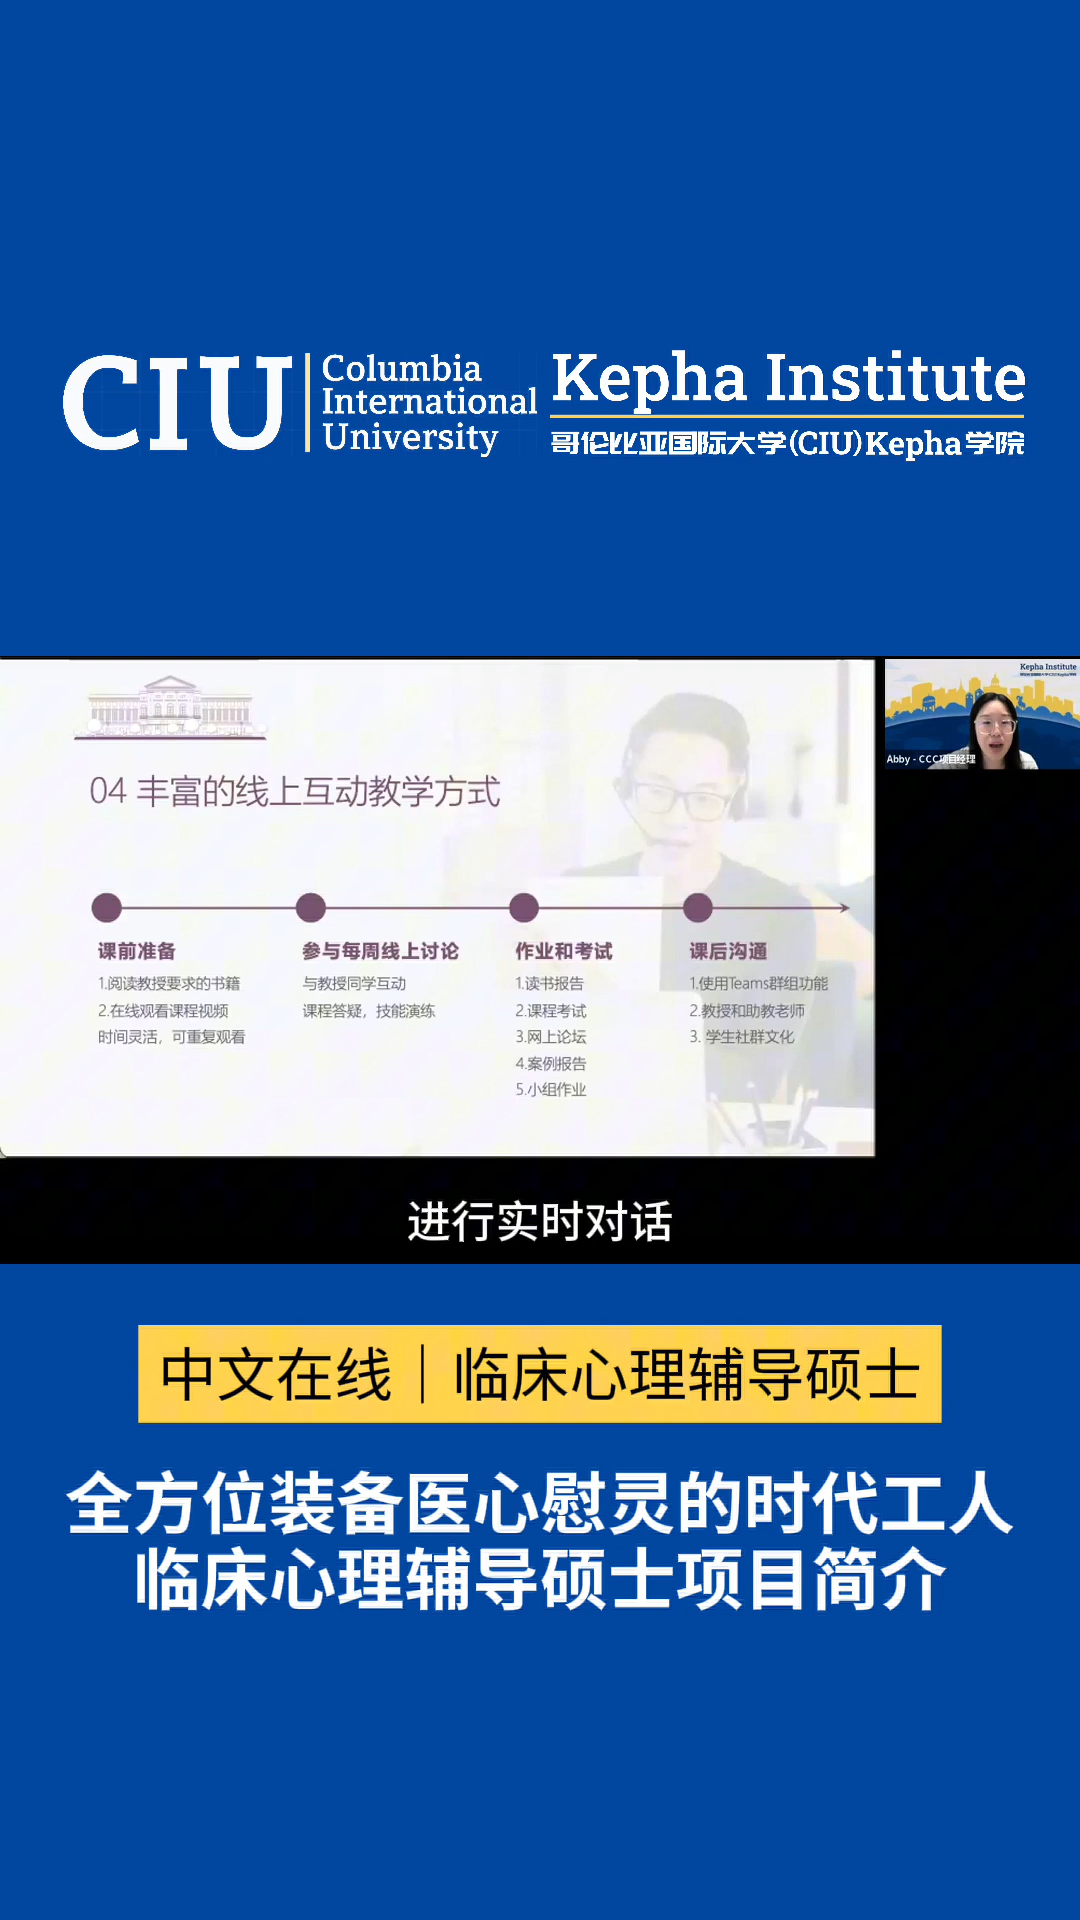 CIU
Columbia
International
University
Kepha Institute
哥伦比亚国际大学(CIU)Kepha学院
Kepha Institute
Abby - CCC项目经理
04 丰富的线上互动教学方式
课前准备
1.阅读教授要求的书籍
2.在线观看课程视频
时间灵活，可重复观看
参与每周线上讨论
与教授同学互动
课程答疑，技能演练
作业和考试
1.读书报告
2.课程考试
3.网上论坛
4.案例报告
5.小组作业
课后沟通
1.使用Teams群组功能
2.教授和助教老师
3. 学生社群文化
进行实时对话
中文在线｜临床心理辅导硕士
全方位装备医心慰灵的时代工人
临床心理辅导硕士项目简介